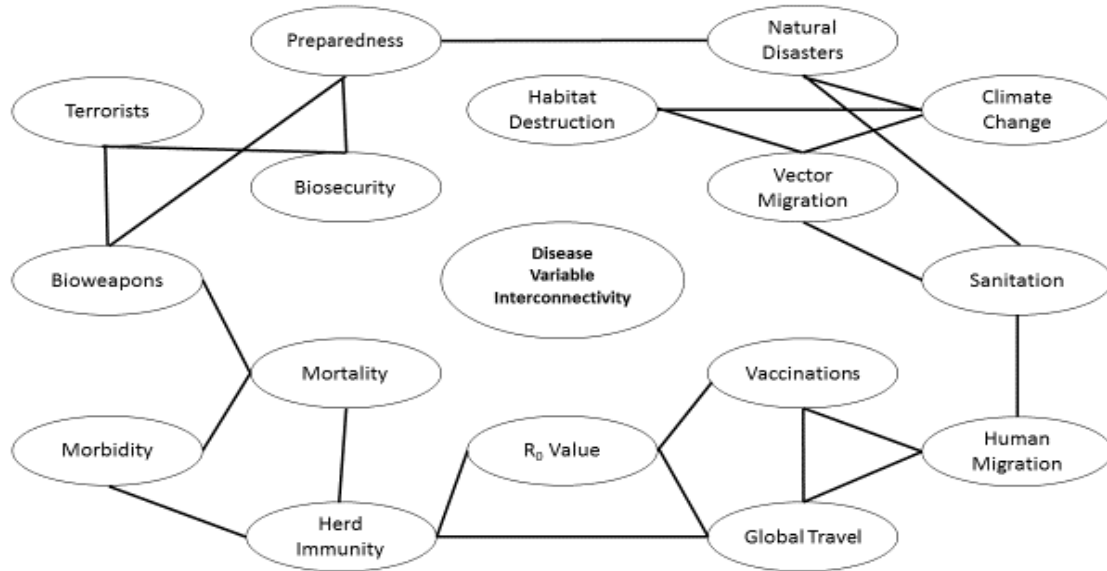 Preparedness
Natural
Disasters
Terrorists
Habitat
Destruction
Climate
Change
Biosecurity
Vector
Migration
Bioweapons
Disease
Variable
Interconnectivity
Sanitation
Mortality
Vaccinations
Morbidity
R₀ Value
Human
Migration
Herd
Immunity
Global Travel